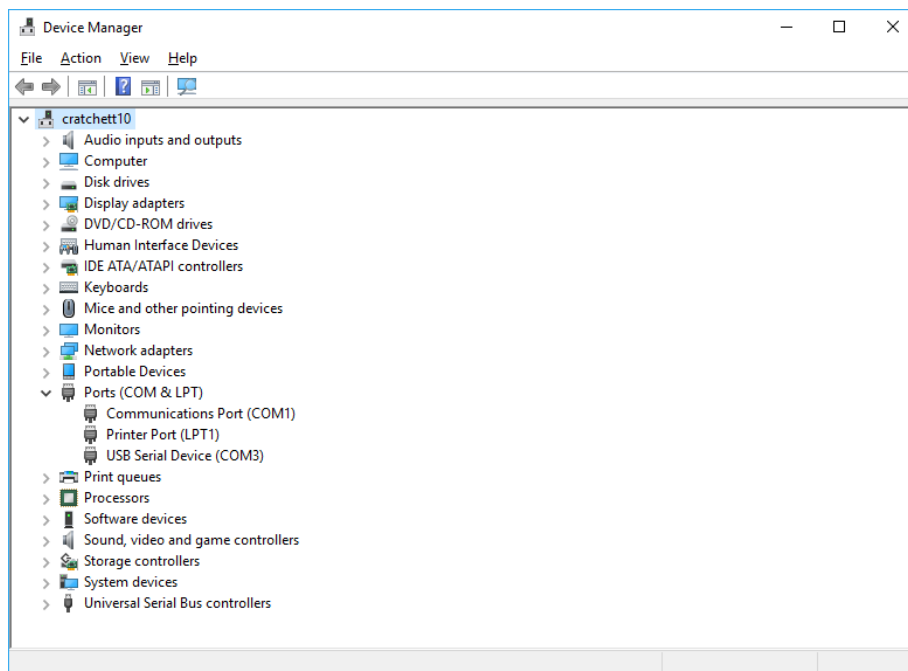 Device Manager
File Action View Help
cratchett10
Audio inputs and outputs
Computer
Disk drives
Display adapters
DVD/CD-ROM drives
Human Interface Devices
IDE ATA/ATAPI controllers
Keyboards
Mice and other pointing devices
Monitors
Network adapters
Portable Devices
Ports (COM & LPT)
Communications Port (COM1)
Printer Port (LPT1)
USB Serial Device (COM3)
Print queues
Processors
Software devices
Sound, video and game controllers
Storage controllers
System devices
Universal Serial Bus controllers